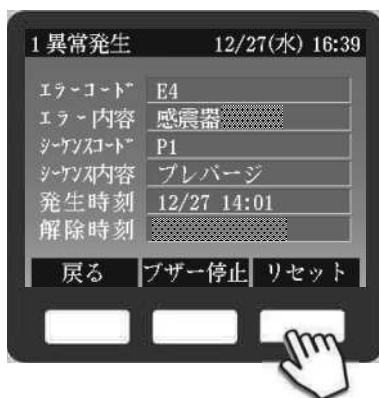 1 異常発生 12/27(水) 16:39
エラーコード E4
エラー内容 感震器
シーケンスコード P1
シーケンス内容 プレパージ
発生時刻 12/27 14:01
解除時刻
戻る ブザー停止 リセット